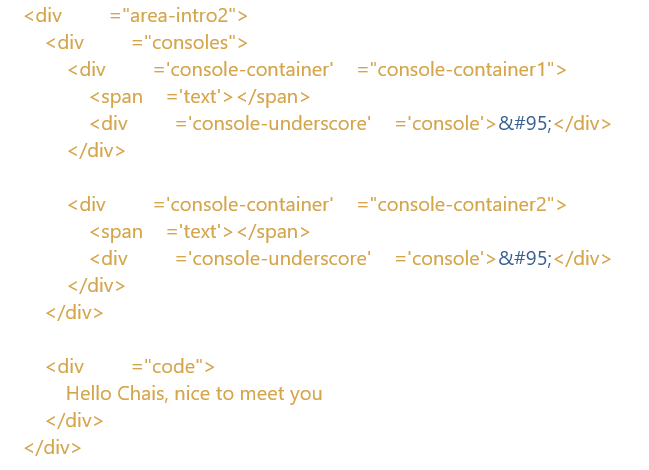 <div ="area-intro2">
<div ="consoles">
<div ='console-container' ="console-container1">
<span ='text'></span>
<div ='console-underscore' ='console'>&#95;</div>
</div>
<div ='console-container' ="console-container2">
<span ='text'></span>
<div ='console-underscore' ='console'>&#95;</div>
</div>
</div>
<div ="code">
Hello Chais, nice to meet you
</div>
</div>